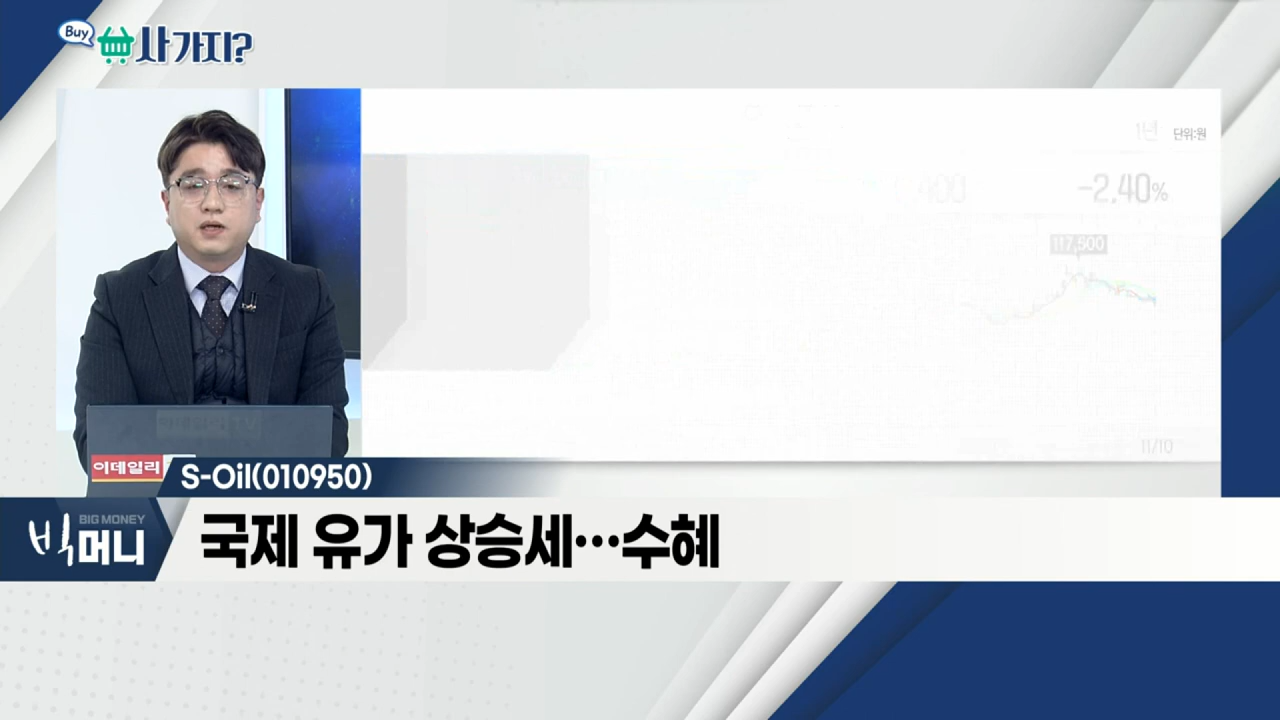 Buy 사가지?
1년 단위:원
-2.40%
117,500
11/10
이데일리 S-Oil(010950)
BIG MONEY
빅머니 국제 유가 상승세…수혜